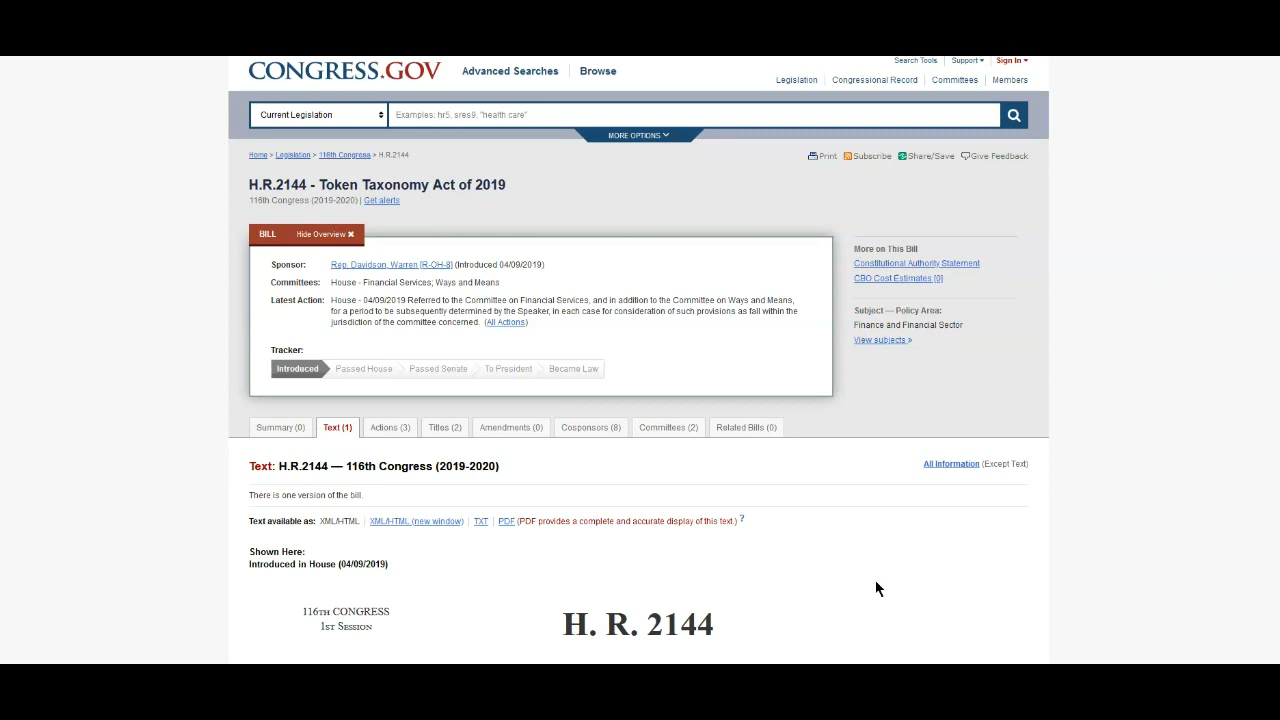 CONGRESS.GOV Advanced Searches Browse
Search Tools Support Sign In
Legislation Congressional Record Committees Members
Current Legislation Examples: hr5, sres9, "health care"
MORE OPTIONS
Home > Legislation > 116th Congress > H.R.2144
Print Subscribe Share/Save Give Feedback
H.R.2144 - Token Taxonomy Act of 2019
116th Congress (2019-2020) | Get alerts
BILL Hide Overview ✖
Sponsor: Rep. Davidson, Warren [R-OH-8] (Introduced 04/09/2019)
Committees: House - Financial Services; Ways and Means
Latest Action: House - 04/09/2019 Referred to the Committee on Financial Services, and in addition to the Committee on Ways and Means,
for a period to be subsequently determined by the Speaker, in each case for consideration of such provisions as fall within the
jurisdiction of the committee concerned. (All Actions)
Tracker:
Introduced Passed House Passed Senate To President Became Law
More on This Bill
Constitutional Authority Statement
CBO Cost Estimates [0]
Subject — Policy Area:
Finance and Financial Sector
View subjects »
Summary (0) Text (1) Actions (3) Titles (2) Amendments (0) Cosponsors (8) Committees (2) Related Bills (0)
Text: H.R.2144 — 116th Congress (2019-2020)
All Information (Except Text)
There is one version of the bill.
Text available as: XML/HTML | XML/HTML (new window) | TXT | PDF (PDF provides a complete and accurate display of this text.) ?
Shown Here:
Introduced in House (04/09/2019)
116TH CONGRESS
1ST SESSION
H. R. 2144